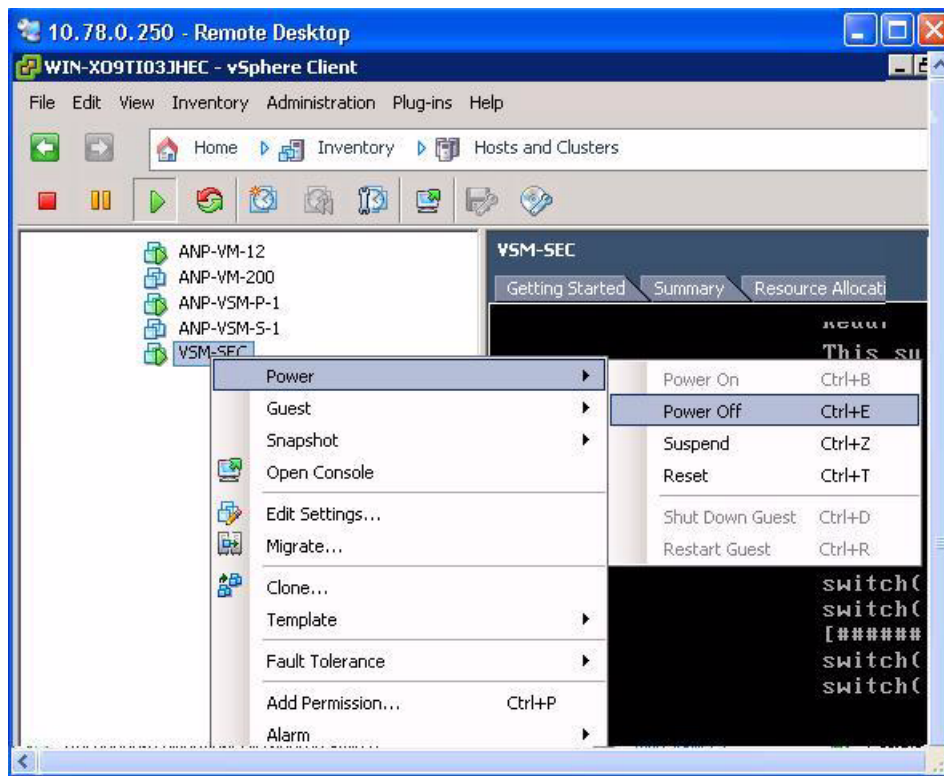 10.78.0.250 - Remote Desktop
WIN-XO9TI03JHEC - vSphere Client
File Edit View Inventory Administration Plug-ins Help
Home Inventory Hosts and Clusters
ANP-VM-12
ANP-VM-200
ANP-VSM-P-1
ANP-VSM-S-1
VSM-SEC
VSM-SEC
Getting Started Summary Resource Allocati
This su
Power
Guest
Snapshot
Open Console
Edit Settings...
Migrate...
Clone...
Template
Fault Tolerance
Add Permission... Ctrl+P
Alarm
Power On Ctrl+B
Power Off Ctrl+E
Suspend Ctrl+Z
Reset Ctrl+T
Shut Down Guest Ctrl+D
Restart Guest Ctrl+R
switch(
switch(
[######
switch(
switch(